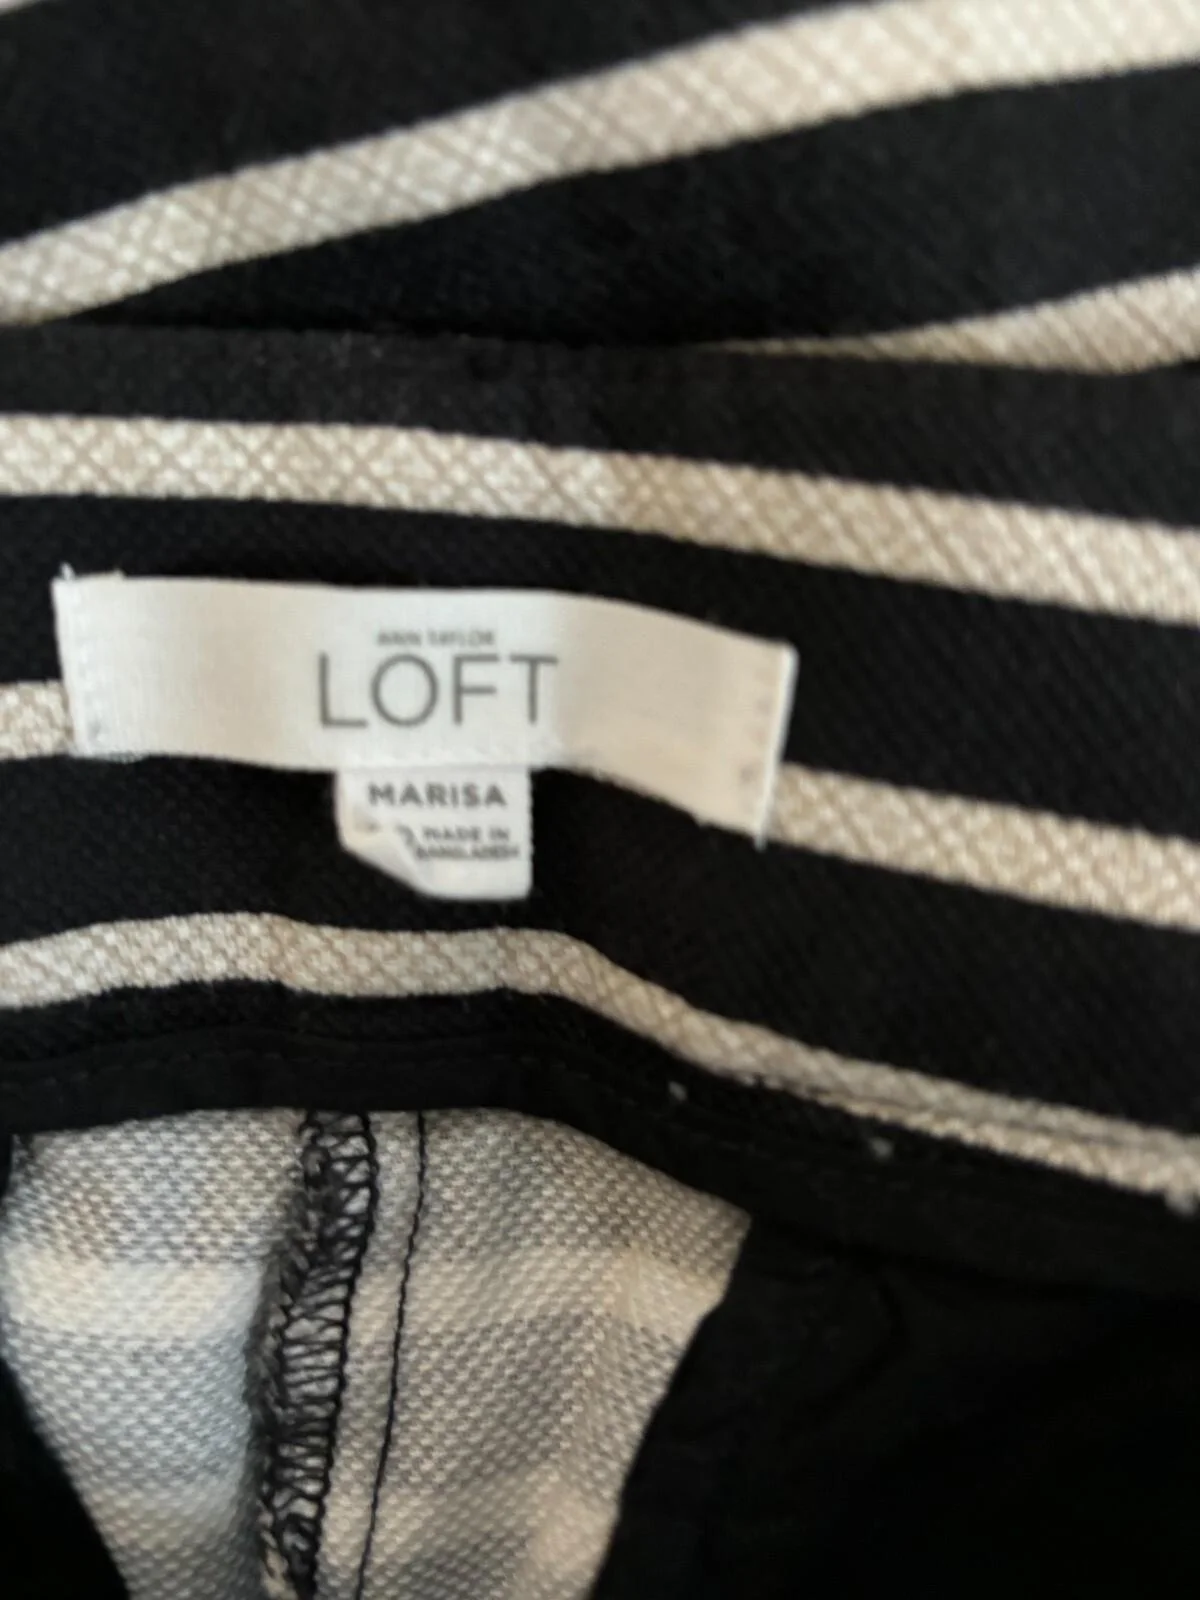 ANN TAYLOR
LOFT
MARISA
MADE IN
BANGLADESH